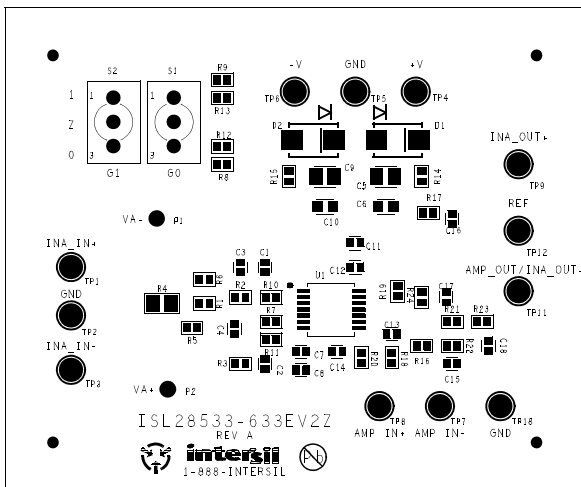 S2 S1 R9
-V GND +V
1 1 1 R13 TP6 TP5 TP4
Z R12 D2 D1 INA_OUT+
0 3 3 R8
G1 G0 R15 C9 C5 R14 TP9
C10 C6 R17 C16 REF
VA- P1 TP12
INA_IN+ C11 AMP_OUT/INA_OUT-
C3 C1 C12 U1
TP1 R6 R19 R24 C17 TP11
GND R4 R1 R2 R10
TP2 R5 C4 R7 C13 R21 R23
INA_IN- R11 C7 C14 R20 R18 R16 R22 C18
TP3 R3 C2 C8 C15
VA+ P2
TP8 TP7 TP18
ISL28533-633EV2Z AMP IN+ AMP IN- GND
REV A
intersil Pb
1-888-INTERSIL